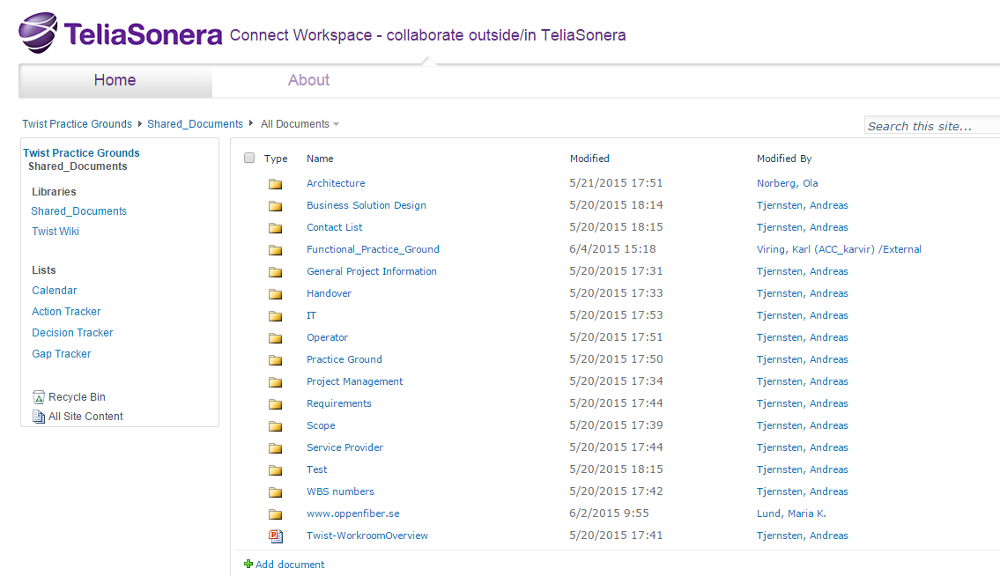 TeliaSonera Connect Workspace - collaborate outside/in TeliaSonera
Home About
Twist Practice Grounds Shared_Documents All Documents
Search this site...
Twist Practice Grounds
Shared_Documents
Libraries
Shared_Documents
Twist Wiki
Lists
Calendar
Action Tracker
Decision Tracker
Gap Tracker
Recycle Bin
All Site Content
Type Name Modified Modified By
Architecture 5/21/2015 17:51 Norberg, Ola
Business Solution Design 5/20/2015 18:14 Tjernsten, Andreas
Contact List 5/20/2015 18:15 Tjernsten, Andreas
Functional_Practice_Ground 6/4/2015 15:18 Viring, Karl (ACC_karvir) /External
General Project Information 5/20/2015 17:31 Tjernsten, Andreas
Handover 5/20/2015 17:33 Tjernsten, Andreas
IT 5/20/2015 17:53 Tjernsten, Andreas
Operator 5/20/2015 17:51 Tjernsten, Andreas
Practice Ground 5/20/2015 17:50 Tjernsten, Andreas
Project Management 5/20/2015 17:34 Tjernsten, Andreas
Requirements 5/20/2015 17:44 Tjernsten, Andreas
Scope 5/20/2015 17:39 Tjernsten, Andreas
Service Provider 5/20/2015 17:44 Tjernsten, Andreas
Test 5/20/2015 18:15 Tjernsten, Andreas
WBS numbers 5/20/2015 17:42 Tjernsten, Andreas
www.oppenfiber.se 6/2/2015 9:55 Lund, Maria K.
Twist-WorkroomOverview 5/20/2015 17:41 Tjernsten, Andreas
Add document